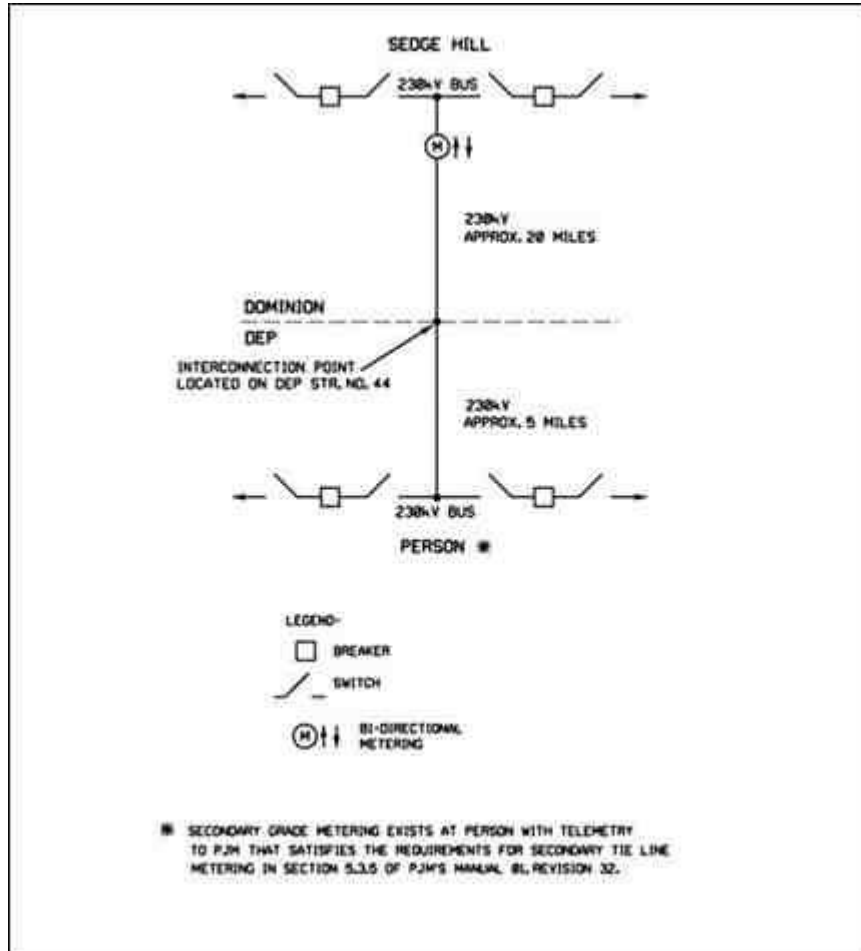 SEDGE HILL
230kV BUS
M
230kV
APPROX. 20 MILES
DOMINION
DEP
INTERCONNECTION POINT
LOCATED ON DEP STR. NO. 44
230kV
APPROX. 5 MILES
230kV BUS
PERSON *
LEGEND-
BREAKER
SWITCH
M
BI-DIRECTIONAL
METERING
* SECONDARY GRADE METERING EXISTS AT PERSON WITH TELEMETRY
TO PJM THAT SATISFIES THE REQUIREMENTS FOR SECONDARY TIE LINE
METERING IN SECTION 5.3.5 OF PJM'S MANUAL 01, REVISION 32.